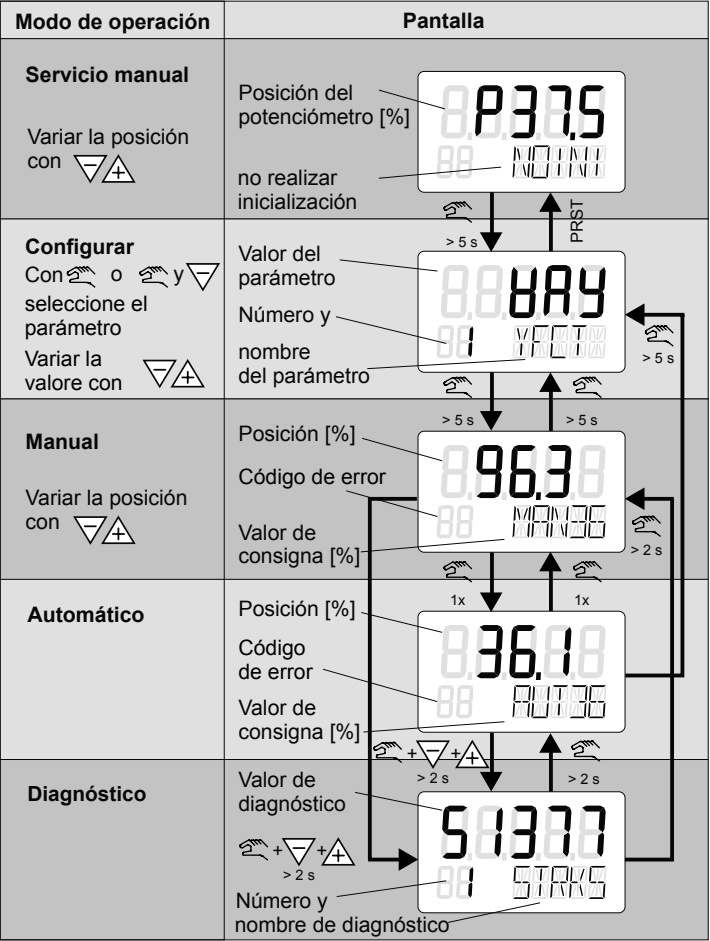 Modo de operación
Pantalla
Servicio manual
Variar la posición
con − +
Posición del
potenciómetro [%]
P37.5
NOINI
no realizar
inicialización
> 5 s
PRST
Configurar
Con o y −
seleccione el
parámetro
Variar la
valore con − +
Valor del
parámetro
Número y
nombre
del parámetro
WAY
1 YFCT
> 5 s
> 5 s
> 5 s
Manual
Variar la posición
con − +
Posición [%]
Código de error
Valor de
consigna [%]
96.3
MAN36
> 2 s
1x
1x
Automático
Posición [%]
Código
de error
Valor de
consigna [%]
36.1
AUT36
+ − + +
> 2 s
> 2 s
Diagnóstico
+ − + +
> 2 s
Valor de
diagnóstico
51377
1 STRKS
Número y
nombre de diagnóstico